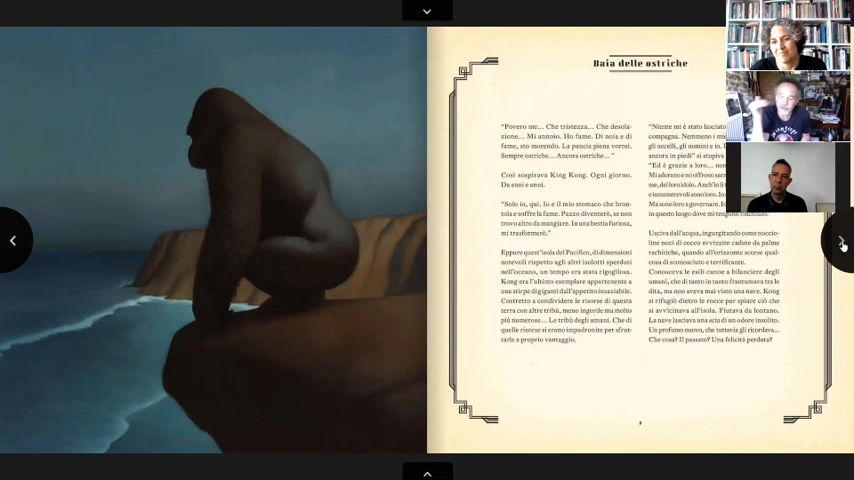 Baia delle ostriche
“Povero me... Che tristezza... Che desola-
zione... Mi annoio. Ho fame. Di noia e di
fame, sto morendo. La pancia piena vorrei.
Sempre ostriche... Ancora ostriche... ”
Così sospirava King Kong. Ogni giorno.
Da anni e anni.
“Solo io, qui. Io e il mio stomaco che bron-
tola e soffre la fame. Pazzo diventerò, se non
trovo altro da mangiare. In una bestia furiosa,
mi trasformerò.”
Eppure quest'isola del Pacifico, di dimensioni
notevoli rispetto agli altri isolotti sperduti
nell'oceano, un tempo era stata rigogliosa.
Kong era l'ultimo esemplare appartenente a
una stirpe di giganti dall'appetito insaziabile.
Costretto a condividere le risorse di questa
terra con altre tribù, meno ingorde ma molto
più numerose... Le tribù degli umani. Che di
quelle risorse si erano impadronite per sfrut-
tarle a proprio vantaggio.
“Niente mi è stato lasciato
compagna. Nemmeno i mie
gli uccelli, gli uomini e io.
ancora in piedi” si stupiva
“Ed è grazie a loro... non
Mi adorano e mi offrono
me, del loro idolo. Anch'io
e innumerevoli sono loro.
Ma sono loro a governare.
in questo luogo dove mi tengono rinchiuso.”
Usciva dall'acqua, ingurgitando come noccio-
line noci di cocco avvizzite cadute da palme
rachitiche, quando all'orizzonte scorse qual-
cosa di sconosciuto e terrificante.
Conosceva le esili canoe a bilanciere degli
umani, che di tanto in tanto frantumava tra le
dita, ma non aveva mai visto una nave. Kong
si rifugiò dietro le rocce per spiare ciò che
si avvicinava all'isola. Fiutava da lontano.
La nave lasciava una scia di un odore insolito.
Un profumo nuovo, che tuttavia gli ricordava...
Che cosa? Il passato? Una felicità perduta?